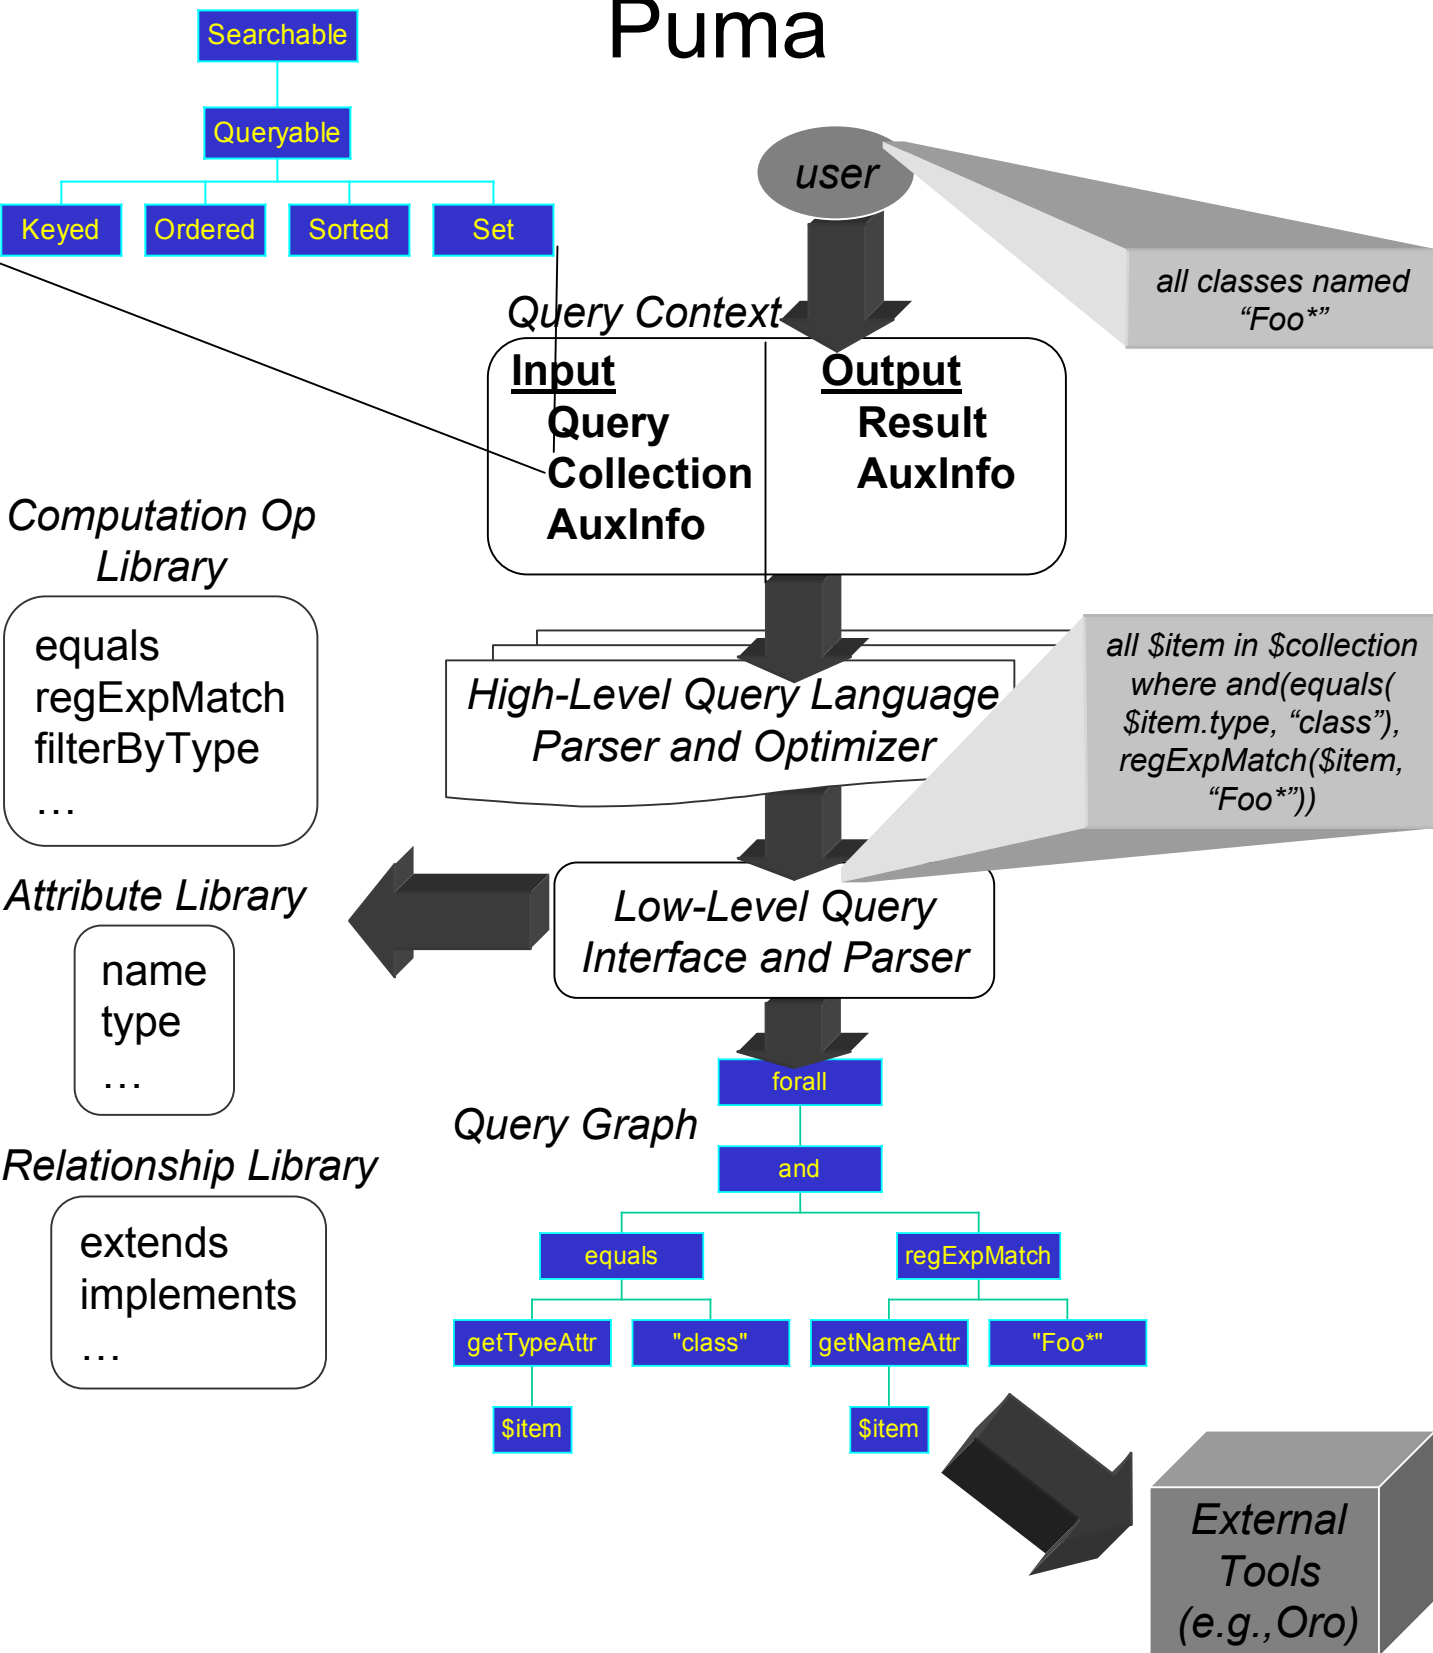 Puma
Searchable
Queryable
Keyed
Ordered
Sorted
Set
user
all classes named
“Foo*”
Query Context
Input
Query
Collection
AuxInfo
Output
Result
AuxInfo
Computation Op
Library
equals
regExpMatch
filterByType
…
High-Level Query Language
Parser and Optimizer
all $item in $collection
where and(equals(
$item.type, “class”),
regExpMatch($item,
“Foo*”))
Attribute Library
name
type
…
Low-Level Query
Interface and Parser
Relationship Library
extends
implements
…
Query Graph
forall
and
equals
regExpMatch
getTypeAttr
"class"
getNameAttr
"Foo*"
$item
$item
External
Tools
(e.g.,Oro)